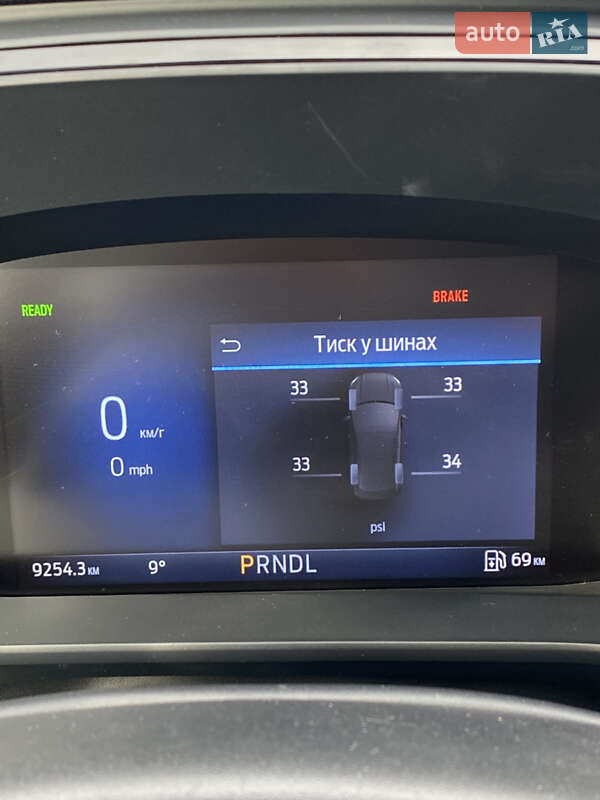 auto RIA .com
READY
BRAKE
Тиск у шинах
33 33
0 км/г
33 34
0 mph
psi
9254.3 км 9° PRNDL 69 км